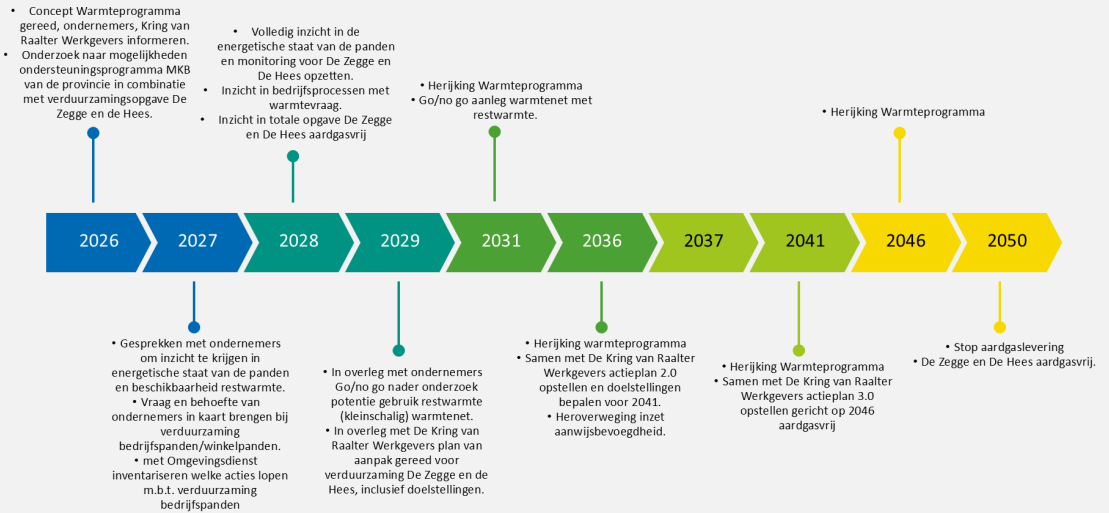 • Concept Warmteprogramma
gereed, ondernemers, Kring van
Raalter Werkgevers informeren.
• Onderzoek naar mogelijkheden
ondersteuningsprogramma MKB
van de provincie in combinatie
met verduurzamingsopgave De
Zegge en de Hees.
• Volledig inzicht in de
energetische staat van de panden
en monitoring voor De Zegge en
De Hees opzetten.
• Inzicht in bedrijfsprocessen met
warmtevraag.
• Inzicht in totale opgave De Zegge
en De Hees aardgasvrij
• Herijking Warmteprogramma
• Go/no go aanleg warmtenet met
restwarmte.
• Herijking Warmteprogramma
2026
2027
2028
2029
2031
2036
2037
2041
2046
2050
• Gesprekken met ondernemers
om inzicht te krijgen in
energetische staat van de panden
en beschikbaarheid restwarmte.
• Vraag en behoefte van
ondernemers in kaart brengen bij
verduurzaming
bedrijfspanden/winkelpanden.
• met Omgevingsdienst
inventariseren welke acties lopen
m.b.t. verduurzaming
bedrijfspanden
• In overleg met ondernemers
Go/no go nader onderzoek
potentie gebruik restwarmte
(kleinschalig) warmtenet.
• In overleg met De Kring van
Raalter Werkgevers plan van
aanpak gereed voor
verduurzaming De Zegge en de
Hees, inclusief doelstellingen.
• Herijking warmteprogramma
• Samen met De Kring van Raalter
Werkgevers actieplan 2.0
opstellen en doelstellingen
bepalen voor 2041.
• Heroverweging inzet
aanwijsbevoegdheid.
• Herijking Warmteprogramma
• Samen met De Kring van Raalter
Werkgevers actieplan 3.0
opstellen gericht op 2046
aardgasvrij
• Stop aardgaslevering
• De Zegge en De Hees aardgasvrij.